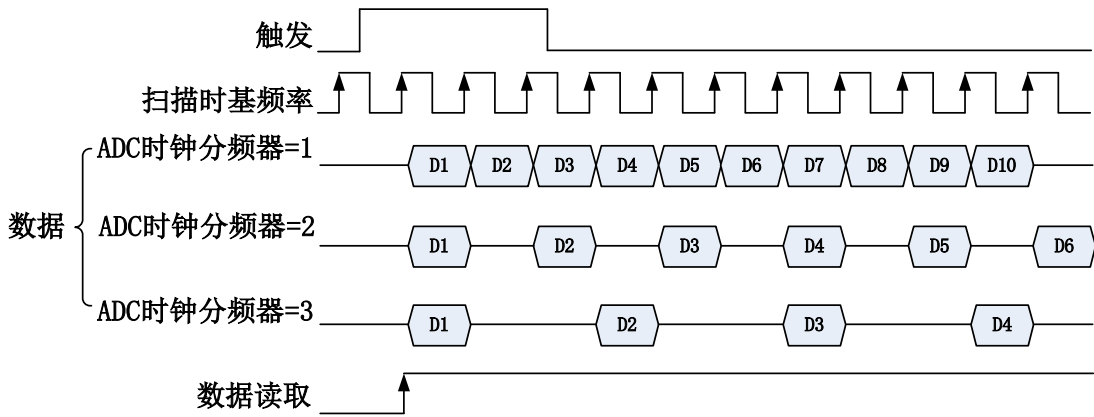 触发
扫描时基频率
ADC时钟分频器=1
D1 D2 D3 D4 D5 D6 D7 D8 D9 D10
数据
ADC时钟分频器=2
D1 D2 D3 D4 D5 D6
ADC时钟分频器=3
D1 D2 D3 D4
数据读取